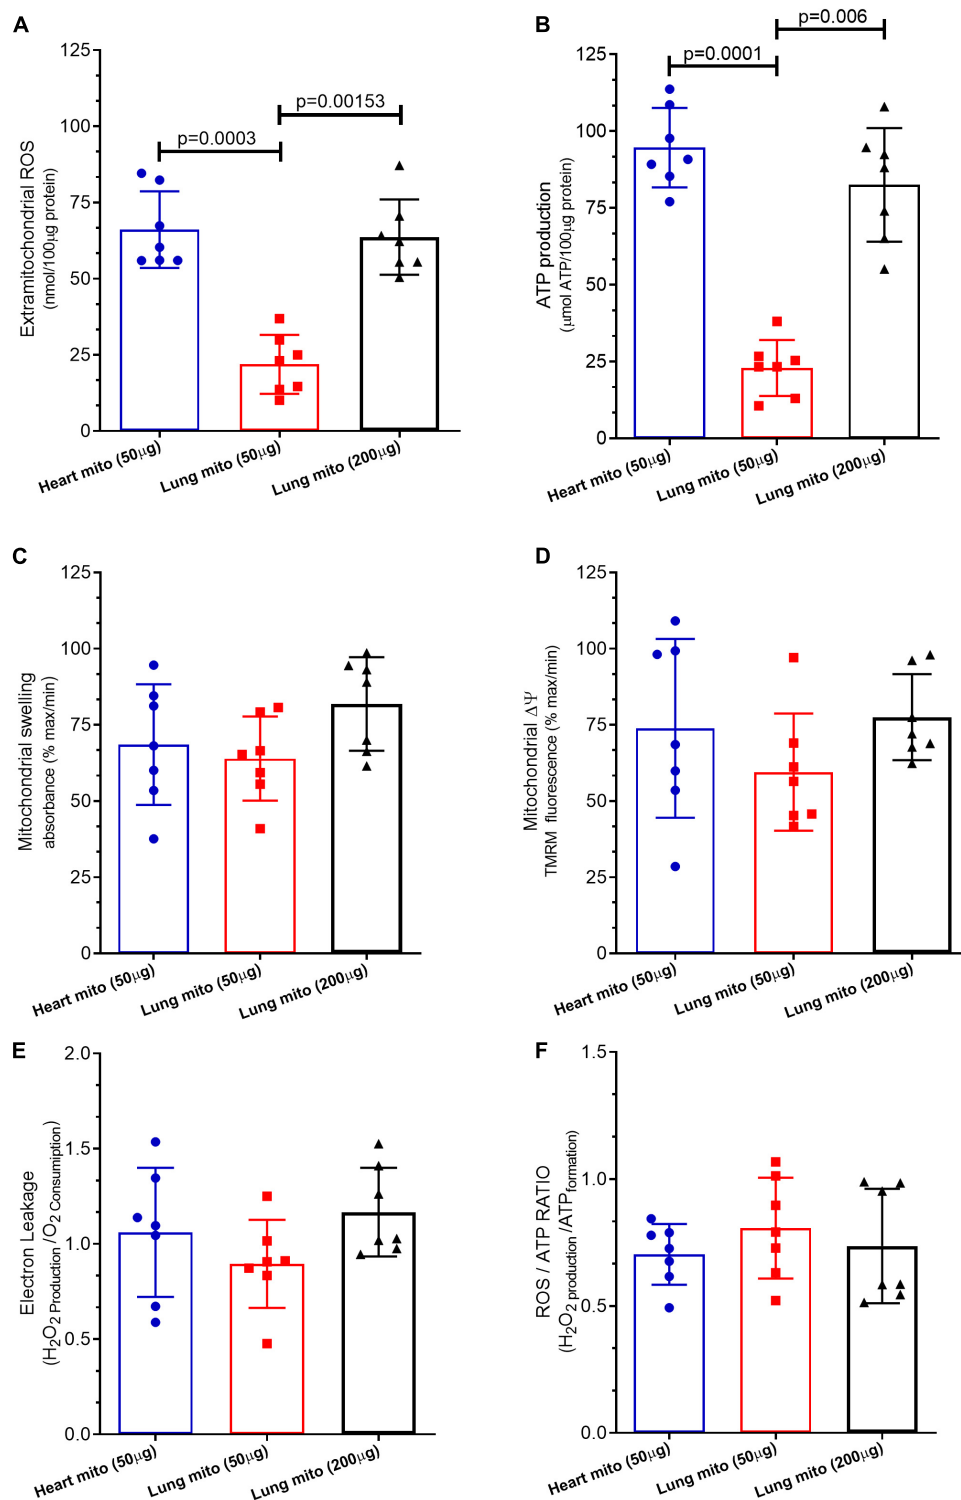 A
125
100
75
50
25
0
Extramitochondrial ROS
(nmol/100μg protein)
p=0.0003
p=0.00153
Heart mito (50μg)
Lung mito (50μg)
Lung mito (200μg)
B
125
100
75
50
25
0
ATP production
(μmol ATP/100μg protein)
p=0.0001
p=0.006
Heart mito (50μg)
Lung mito (50μg)
Lung mito (200μg)
C
125
100
75
50
25
0
Mitochondrial swelling
absorbance (% max/min)
Heart mito (50μg)
Lung mito (50μg)
Lung mito (200μg)
D
125
100
75
50
25
0
Mitochondrial ΔΨ
TMRM fluorescence (% max/min)
Heart mito (50μg)
Lung mito (50μg)
Lung mito (200μg)
E
2.0
1.5
1.0
0.5
0.0
Electron Leakage
(H2O2 Production /O2 Consumiption)
Heart mito (50μg)
Lung mito (50μg)
Lung mito (200μg)
F
1.5
1.0
0.5
0.0
ROS / ATP RATIO
(H2O2 production /ATPformation)
Heart mito (50μg)
Lung mito (50μg)
Lung mito (200μg)